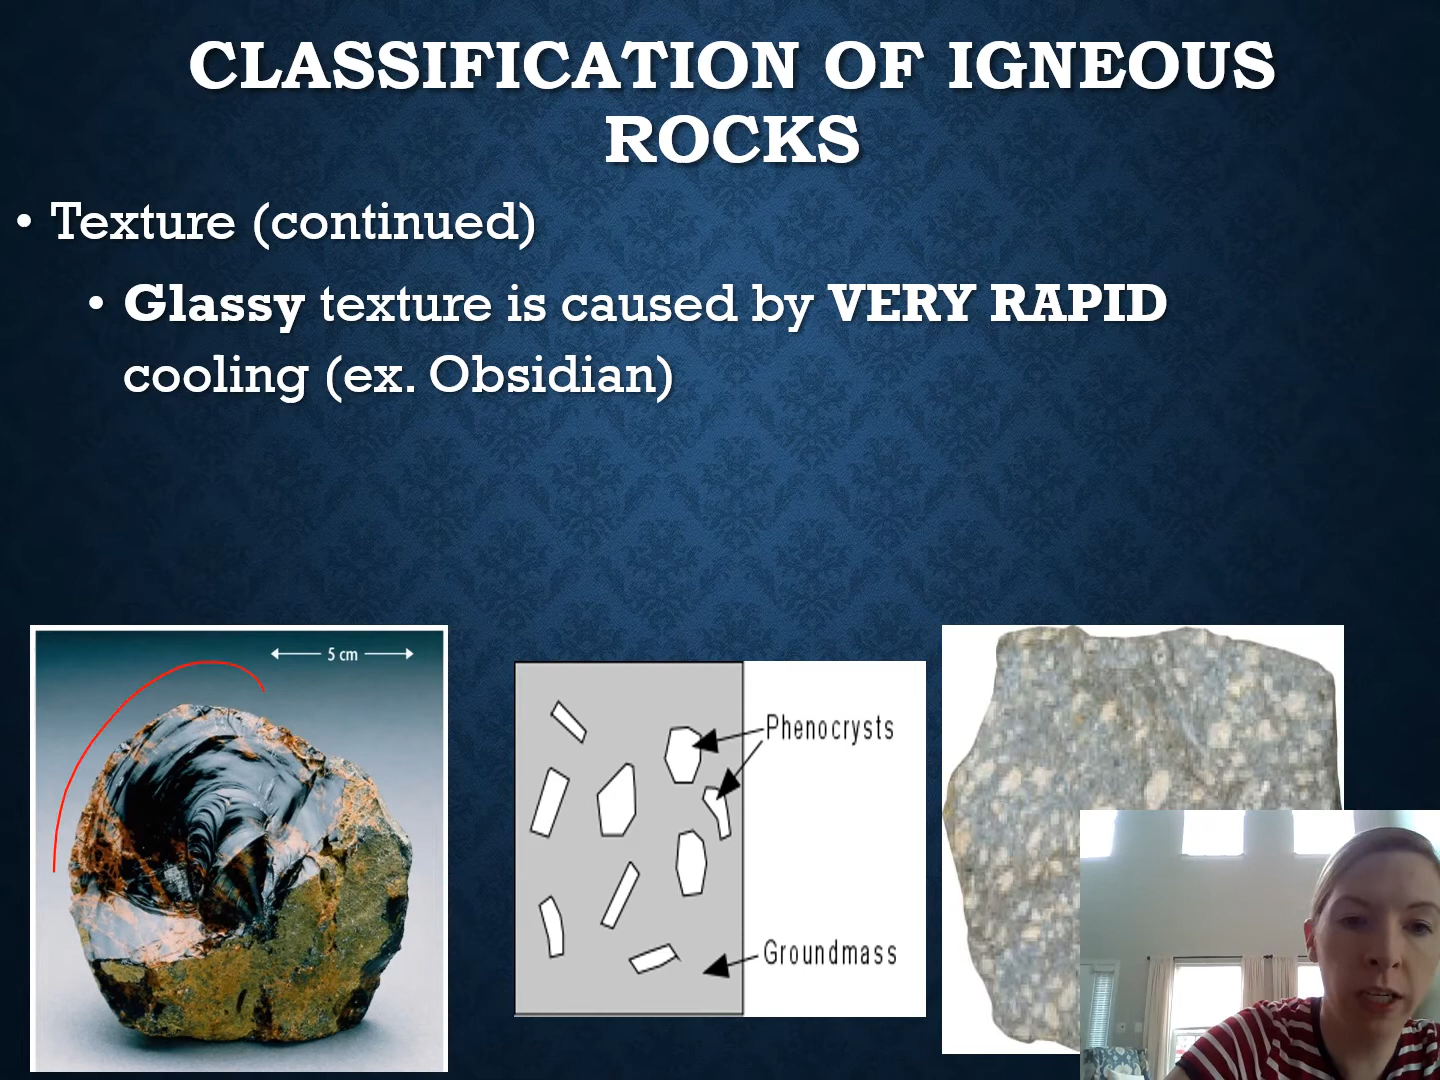 CLASSIFICATION OF IGNEOUS
ROCKS
• Texture (continued)
• Glassy texture is caused by VERY RAPID
cooling (ex. Obsidian)
5 cm
Phenocrysts
Groundmass